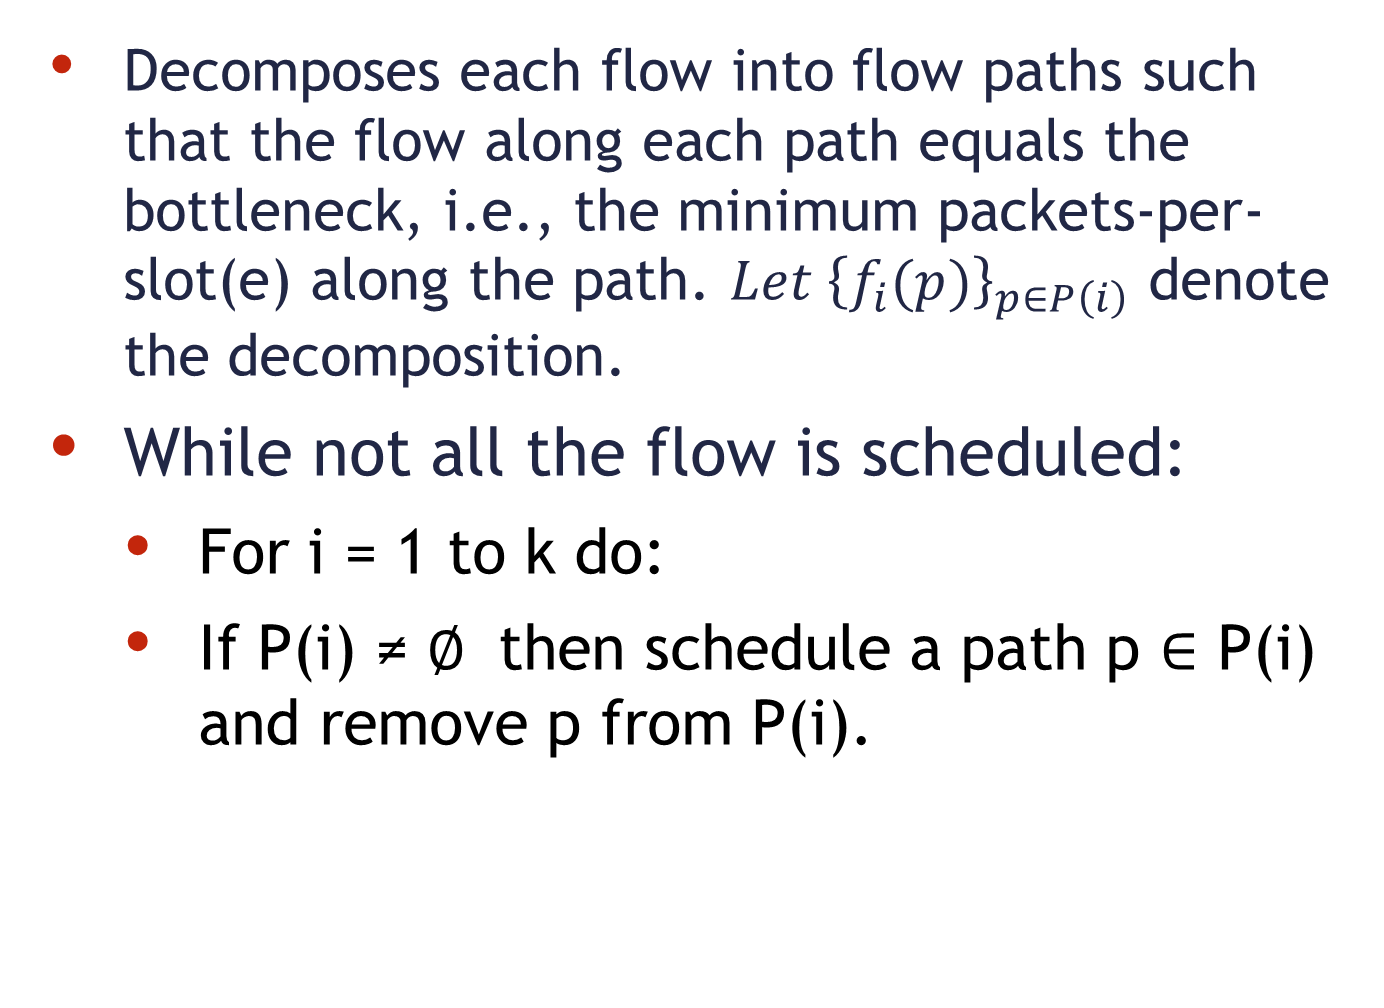 • Decomposes each flow into flow paths such
that the flow along each path equals the
bottleneck, i.e., the minimum packets-per-
slot(e) along the path. Let {f_i(p)}_{p∈P(i)} denote
the decomposition.
• While not all the flow is scheduled:
• For i = 1 to k do:
• If P(i) ≠ ∅ then schedule a path p ∈ P(i)
and remove p from P(i).